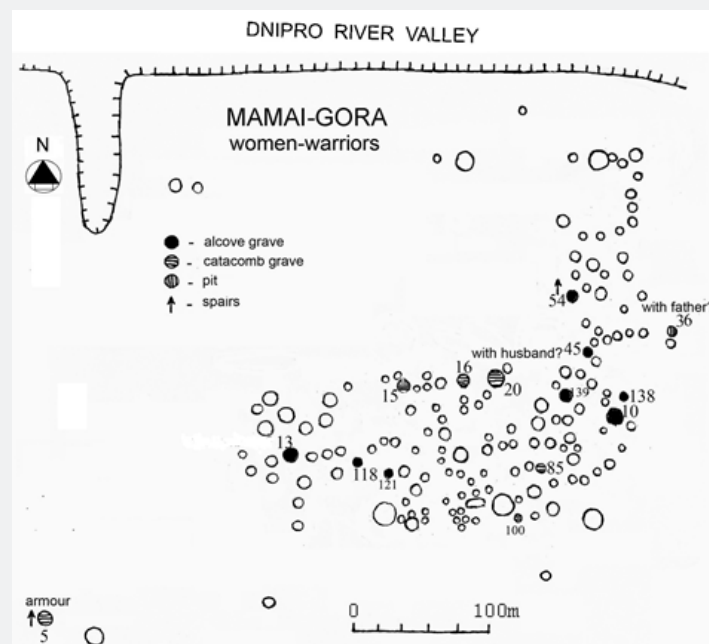 DNIPRO RIVER VALLEY
MAMAI-GORA
women-warriors
N
- alcove grave
- catacomb grave
- pit
- spairs
54
with father?
36
with husband? 45
16
20
15
139
138
10
13
118
121
85
100
armour
5
0 100m